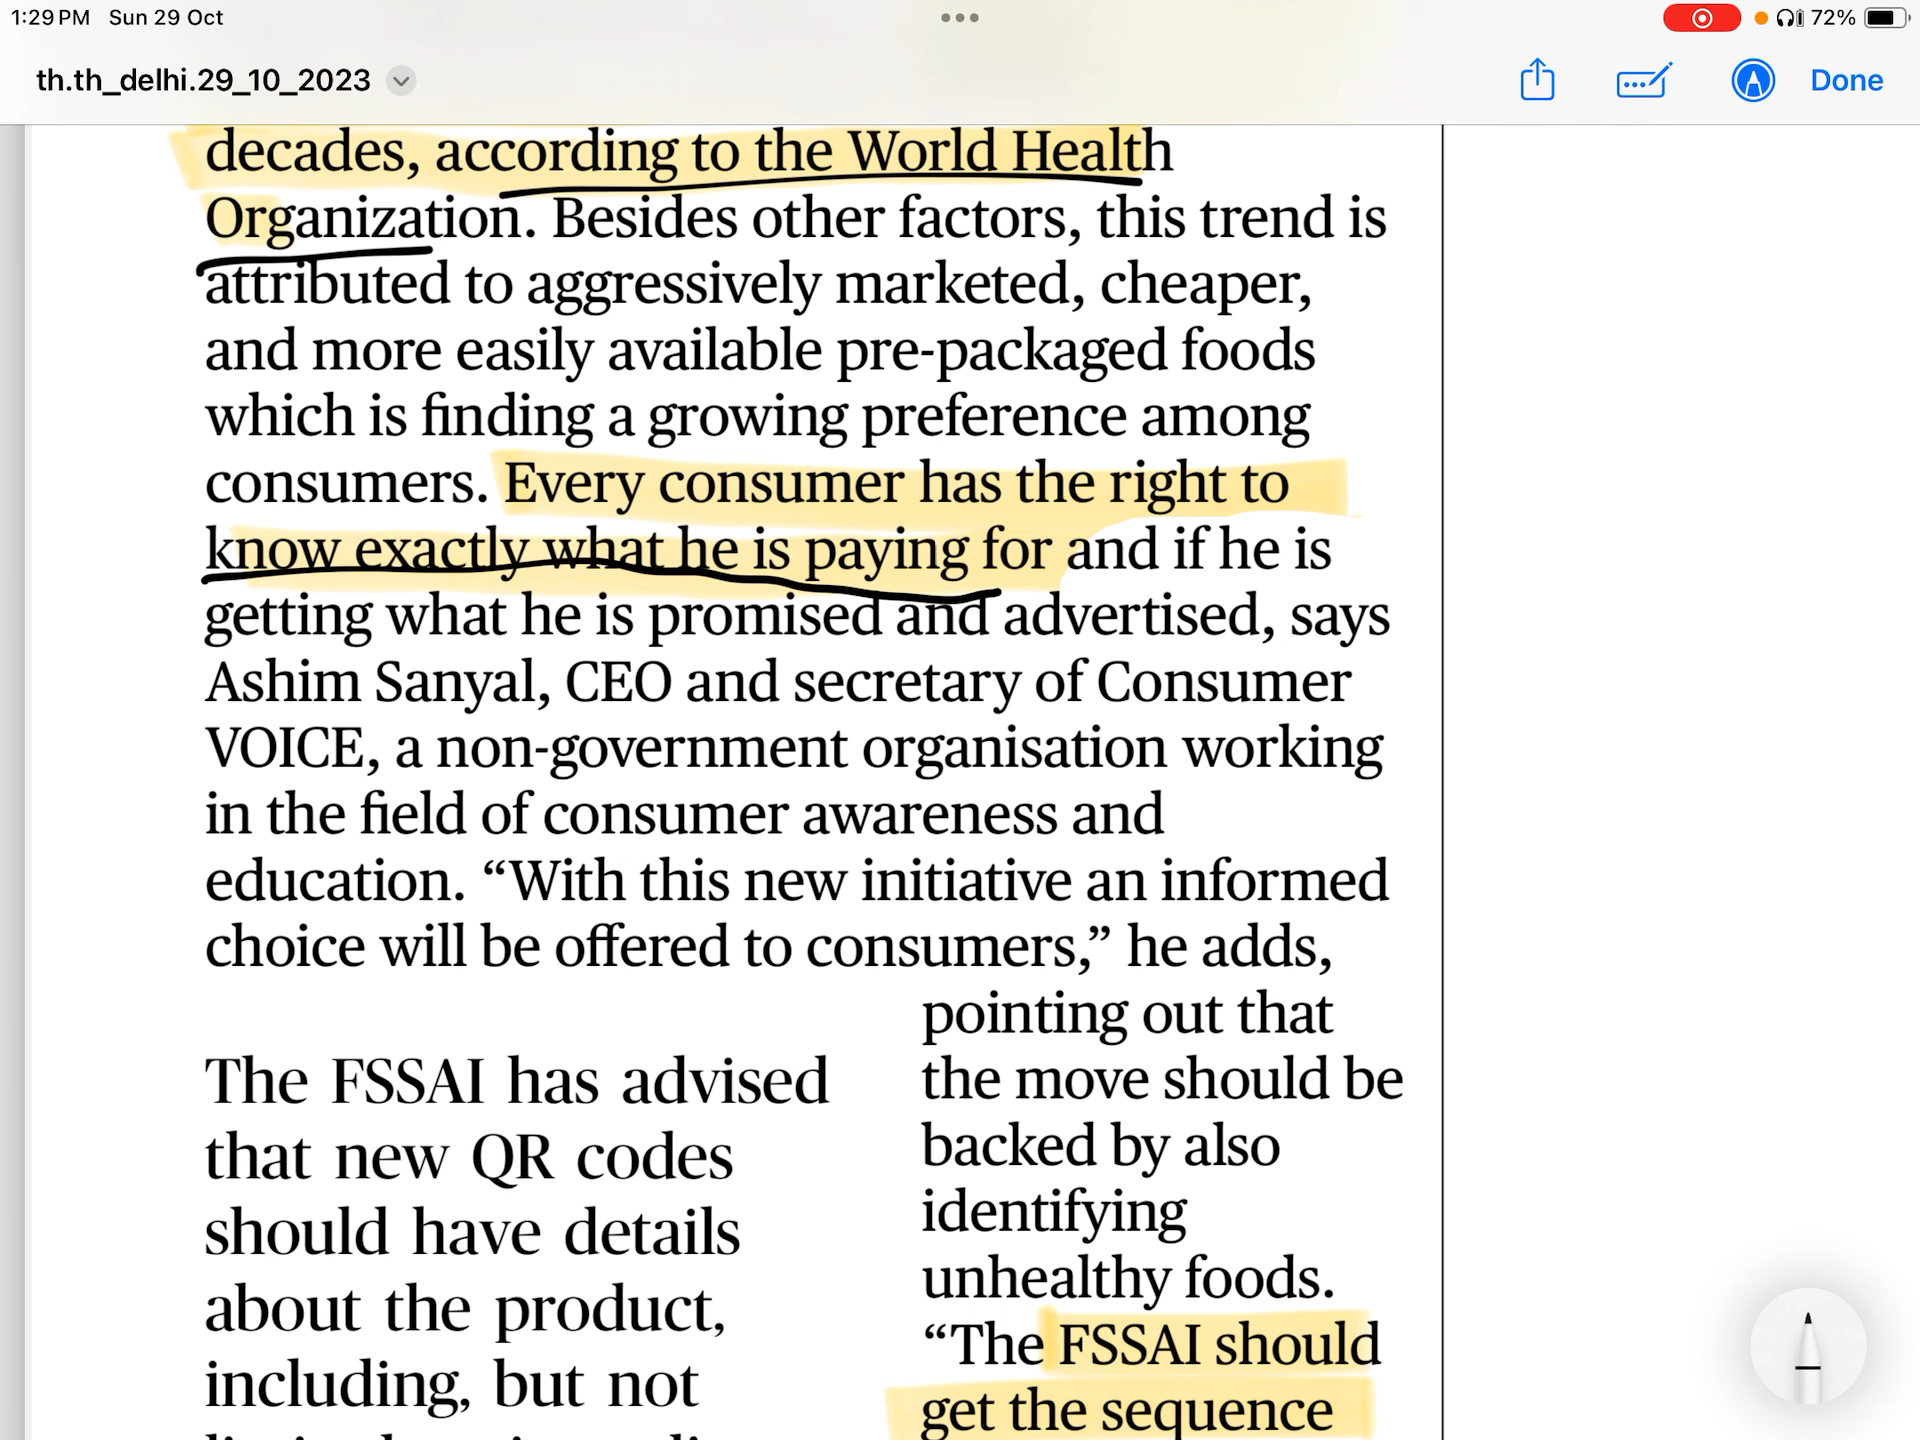 1:29 PM Sun 29 Oct
72%
th.th_delhi.29_10_2023
Done
decades, according to the World Health
Organization. Besides other factors, this trend is
attributed to aggressively marketed, cheaper,
and more easily available pre-packaged foods
which is finding a growing preference among
consumers. Every consumer has the right to
know exactly what he is paying for and if he is
getting what he is promised and advertised, says
Ashim Sanyal, CEO and secretary of Consumer
VOICE, a non-government organisation working
in the field of consumer awareness and
education. “With this new initiative an informed
choice will be offered to consumers,” he adds,
pointing out that
the move should be
backed by also
identifying
unhealthy foods.
“The FSSAI should
get the sequence
The FSSAI has advised
that new QR codes
should have details
about the product,
including, but not